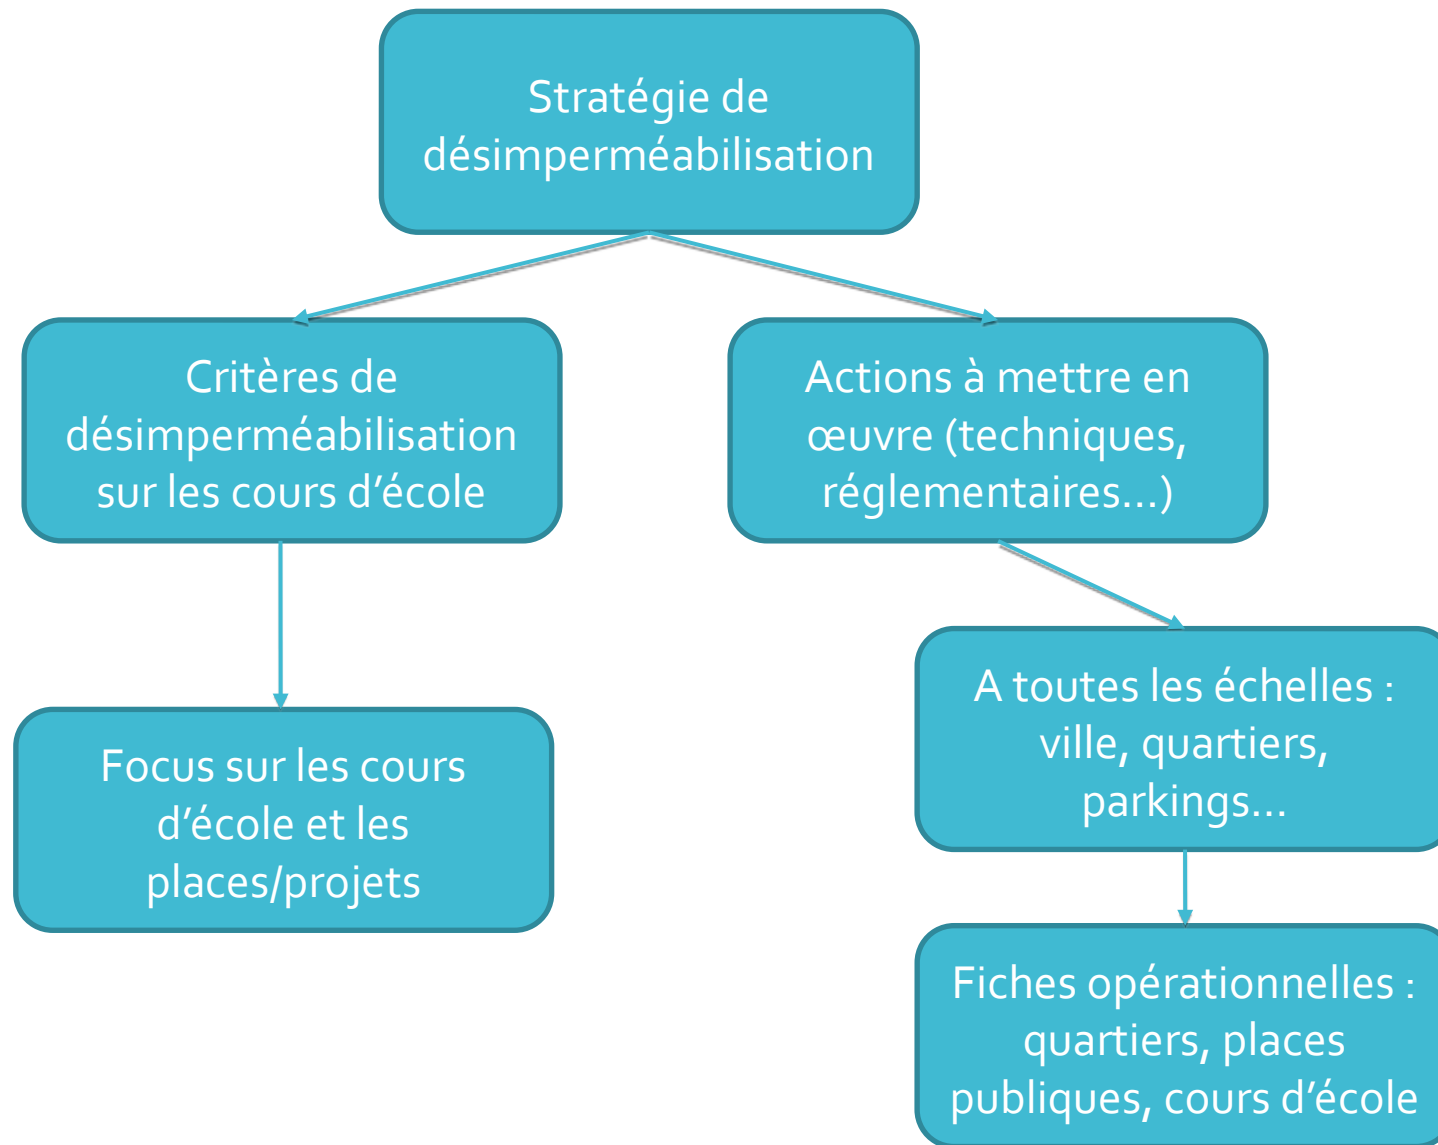 Stratégie de
désimperméabilisation
Critères de
désimperméabilisation
sur les cours d’école
Actions à mettre en
œuvre (techniques,
réglementaires…)
Focus sur les cours
d’école et les
places/projets
A toutes les échelles :
ville, quartiers,
parkings…
Fiches opérationnelles :
quartiers, places
publiques, cours d’école